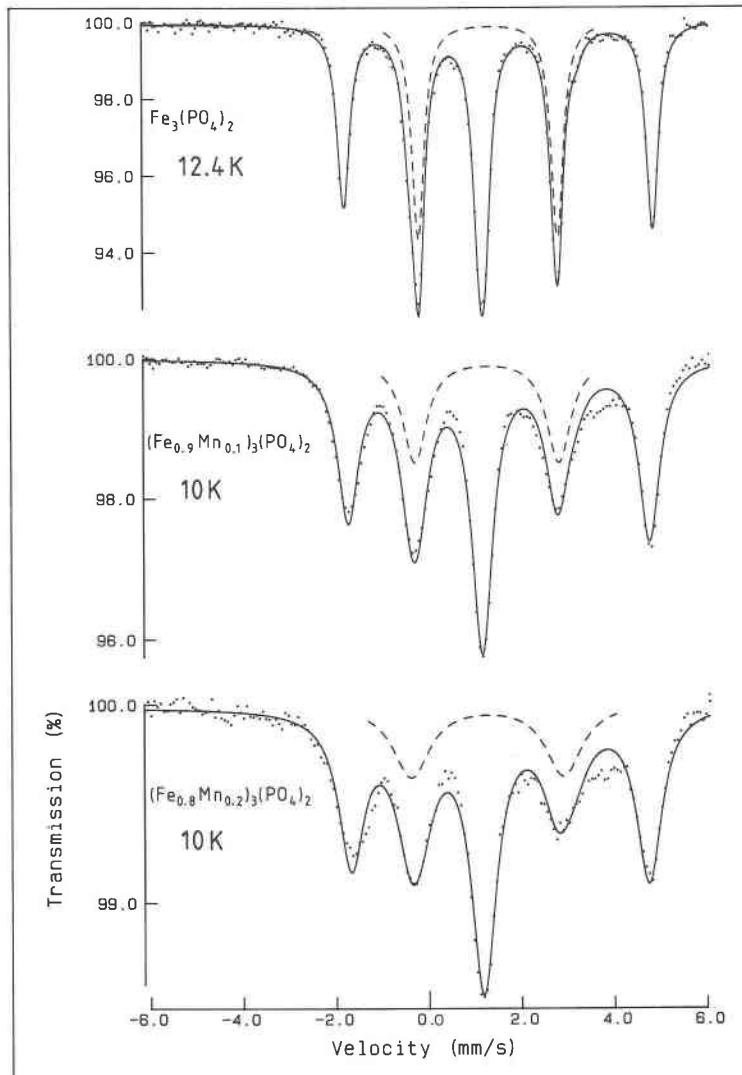 100.0
98.0
Fe3(PO4)2
12.4K
96.0
94.0
100.0
(Fe0.9Mn0.1)3(PO4)2
98.0
10K
96.0
100.0
(Fe0.8Mn0.2)3(PO4)2
10K
99.0
Transmission (%)
-6.0 -4.0 -2.0 0.0 2.0 4.0 6.0
Velocity (mm/s)